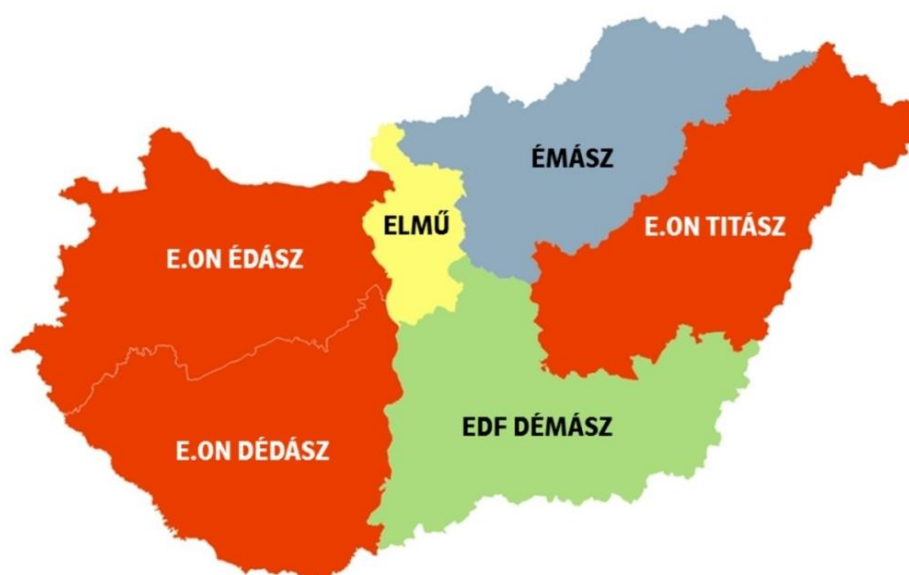 ÉMÁSZ
ELMŰ
E.ON TITÁSZ
E.ON ÉDÁSZ
EDF DÉMÁSZ
E.ON DÉDÁSZ